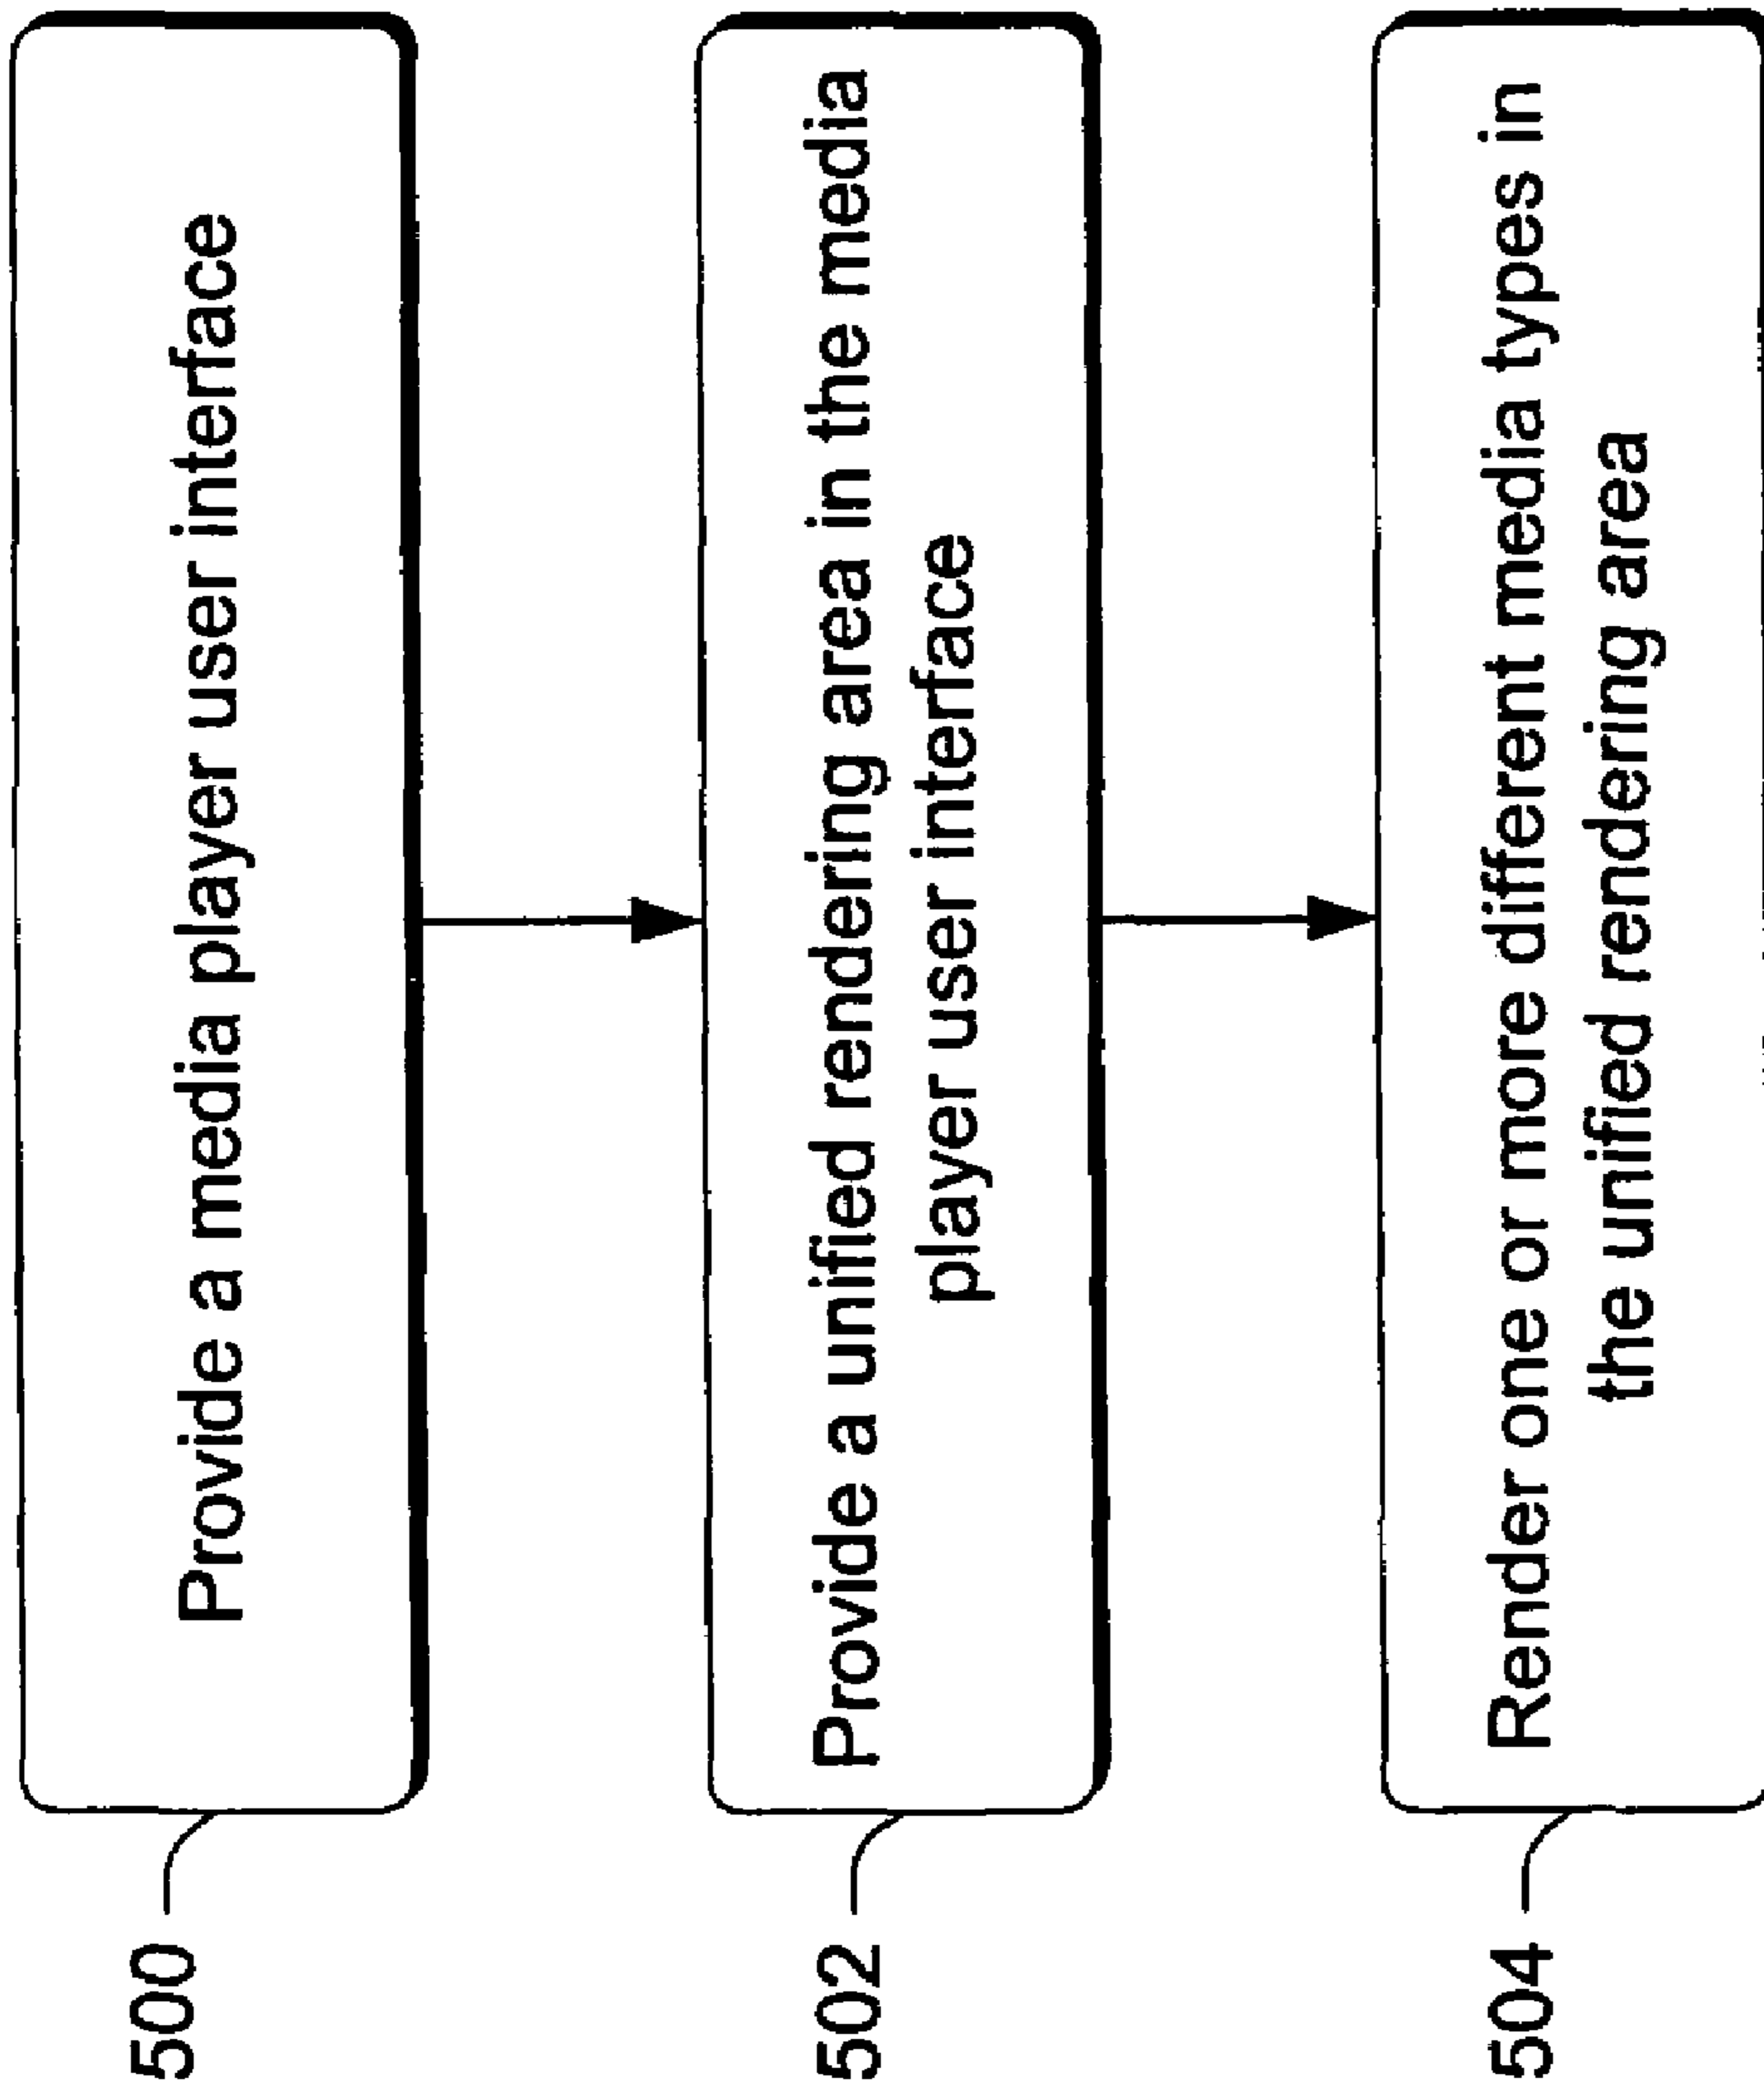 500
Provide a media player user interface
502
Provide a unified rendering area in the media
player user interface
504
Render one or more different media types in
the unified rendering area